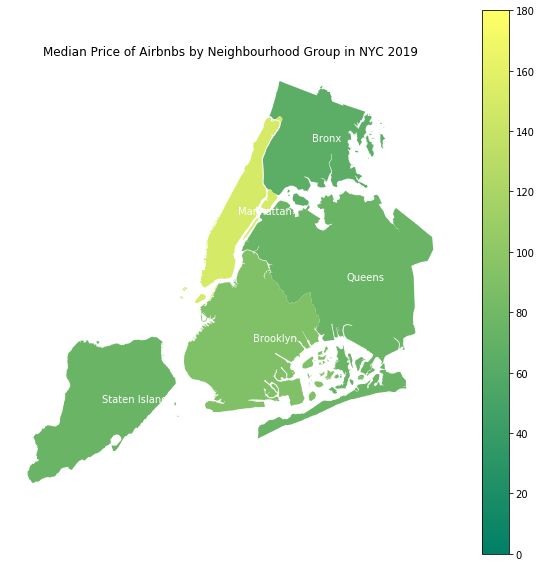 Median Price of Airbnbs by Neighbourhood Group in NYC 2019
Bronx
Manhattan
Queens
Brooklyn
Staten Island
180
160
140
120
100
80
60
40
20
0